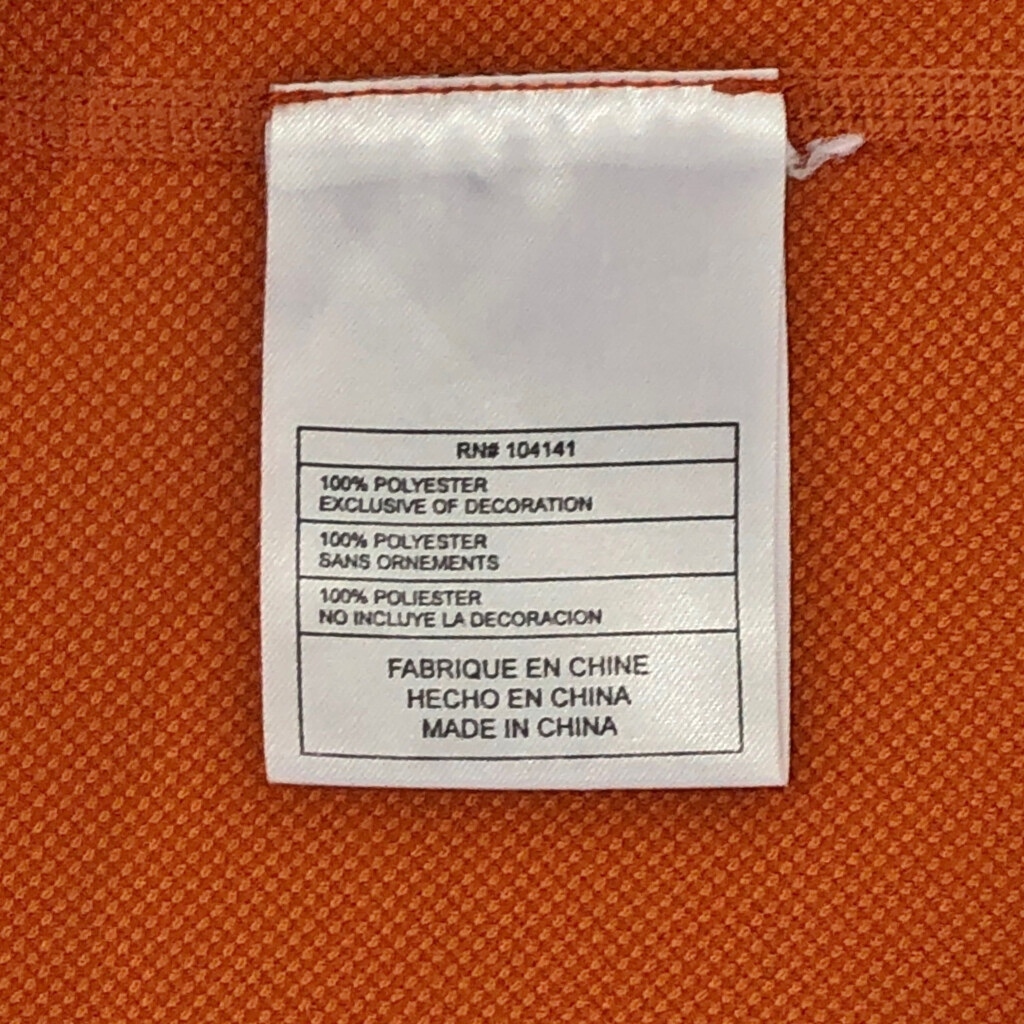 RN# 104141
100% POLYESTER
EXCLUSIVE OF DECORATION
100% POLYESTER
SANS ORNEMENTS
100% POLIESTER
NO INCLUYE LA DECORACION
FABRIQUE EN CHINE
HECHO EN CHINA
MADE IN CHINA